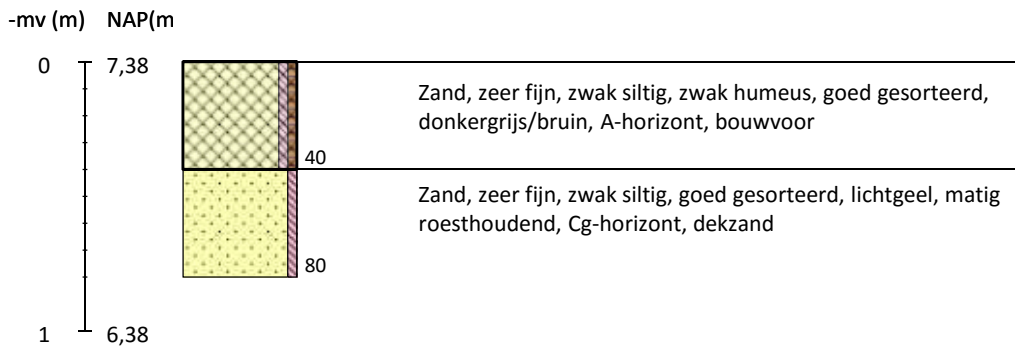 -mv (m) NAP(m
0 7,38
Zand, zeer fijn, zwak siltig, zwak humeus, goed gesorteerd,
donkergrijs/bruin, A-horizont, bouwvoor
40
Zand, zeer fijn, zwak siltig, goed gesorteerd, lichtgeel, matig
roesthoudend, Cg-horizont, dekzand
80
1 6,38